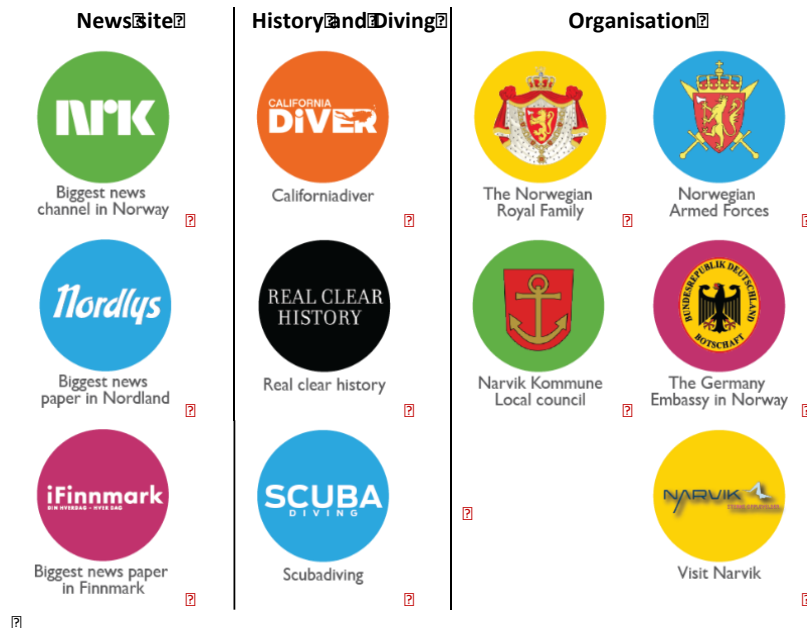 News site
History and Diving
Organisation
nrk
Biggest news
channel in Norway
CALIFORNIA
DiVER
Californiadiver
The Norwegian
Royal Family
Norwegian
Armed Forces
Nordlys
Biggest news
paper in Nordland
REAL CLEAR
HISTORY
Real clear history
Narvik Kommune
Local council
BUNDESREPUBLIK DEUTSCHLAND
BOTSCHAFT
The Germany
Embassy in Norway
iFinnmark
DIN HVERDAG - HVER DAG
Biggest news paper
in Finnmark
SCUBA
DIVING
Scubadiving
NARVIK
Visit Narvik